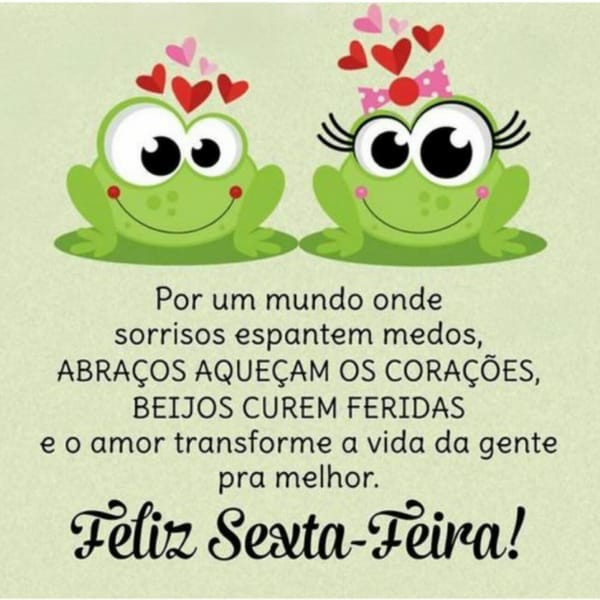 Por um mundo onde
sorrisos espantem medos,
ABRAÇOS AQUEÇAM OS CORAÇÕES,
BEIJOS CUREM FERIDAS
e o amor transforme a vida da gente
pra melhor.
Feliz Sexta-Feira!